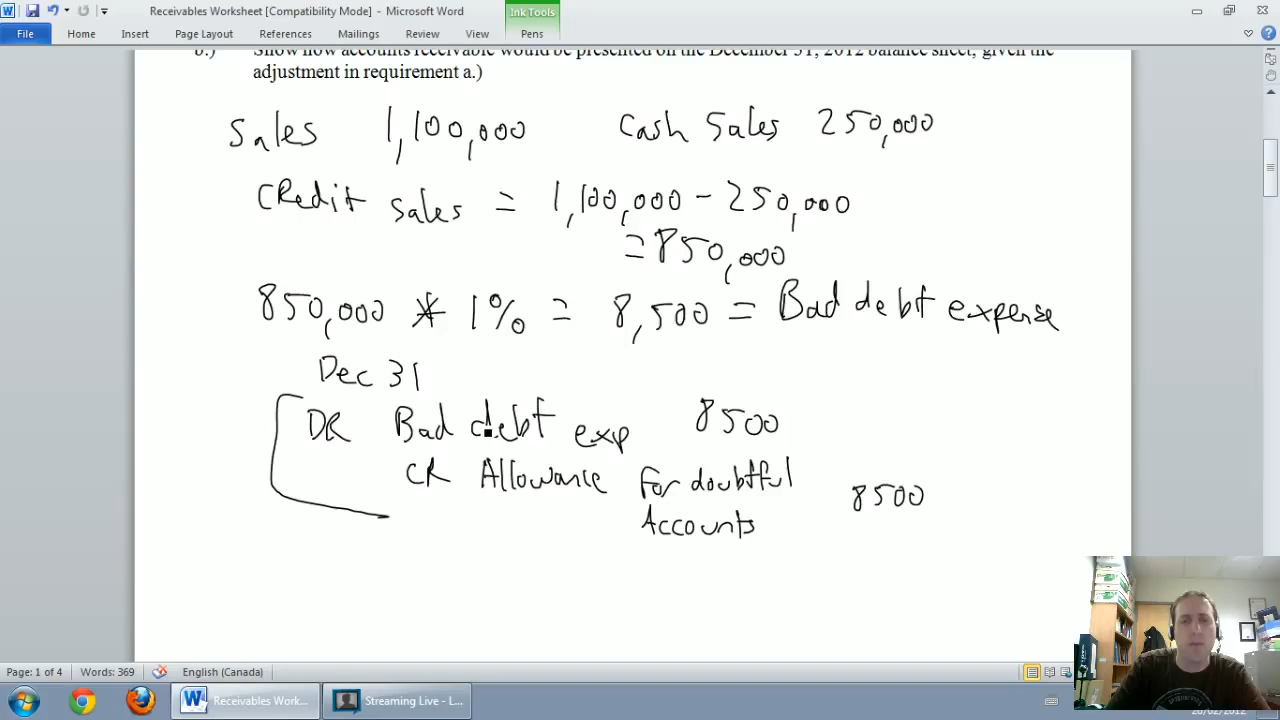 Receivables Worksheet [Compatibility Mode] - Microsoft Word
Ink Tools
File Home Insert Page Layout References Mailings Review View Pens
b.) Show how accounts receivable would be presented on the December 31, 2012 balance sheet, given the
adjustment in requirement a.)
Sales 1,100,000 Cash Sales 250,000
CRedit sales = 1,100,000 - 250,000
= 850,000
850,000 * 1% = 8,500 = Bad debt expense
Dec 31
DR Bad debt exp 8500
CR Allowance For doubtful
Accounts 8500
Page: 1 of 4 Words: 369 English (Canada)
Receivables Work... Streaming Live - L...
28/02/2012